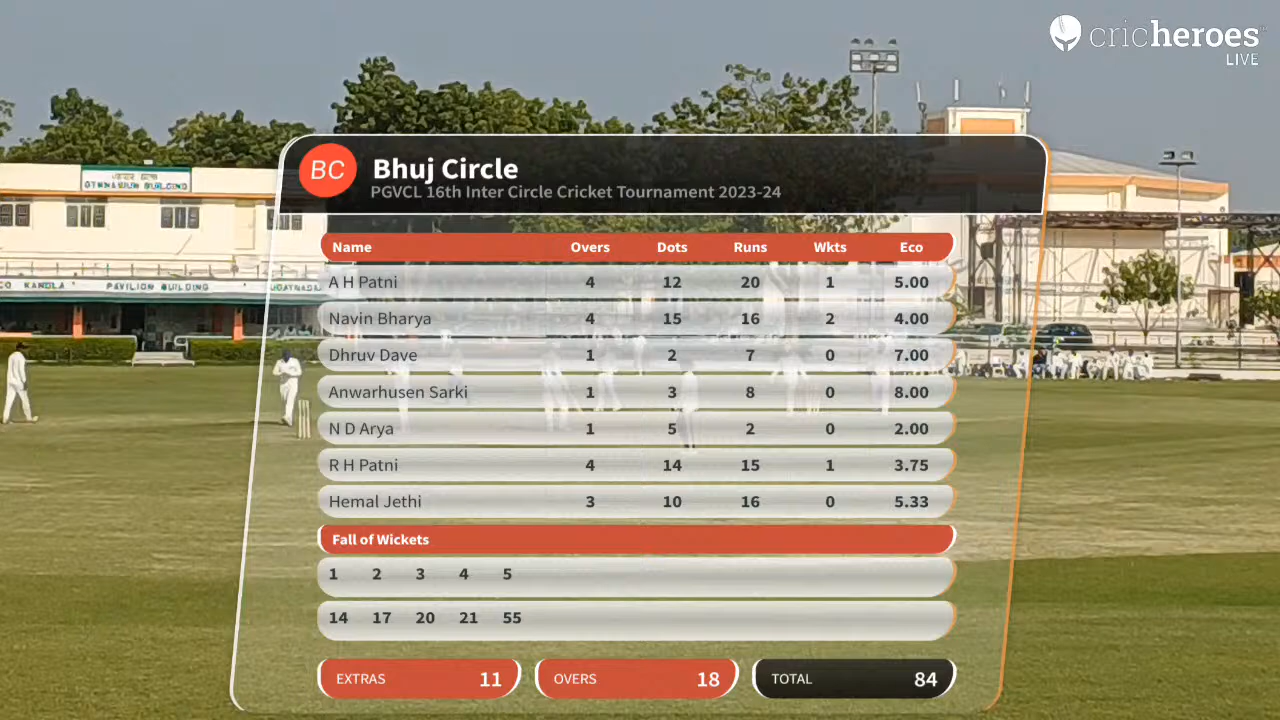 cricheroes
LIVE
GYMNASIUM BUILDING
BC
Bhuj Circle
PGVCL 16th Inter Circle Cricket Tournament 2023-24
Name Overs Dots Runs Wkts Eco
A H Patni 4 12 20 1 5.00
Navin Bharya 4 15 16 2 4.00
PAVILION BUILDING
Dhruv Dave 1 2 7 0 7.00
Anwarhusen Sarki 1 3 8 0 8.00
N D Arya 1 5 2 0 2.00
R H Patni 4 14 15 1 3.75
Hemal Jethi 3 10 16 0 5.33
Fall of Wickets
1 2 3 4 5
14 17 20 21 55
EXTRAS 11 OVERS 18 TOTAL 84